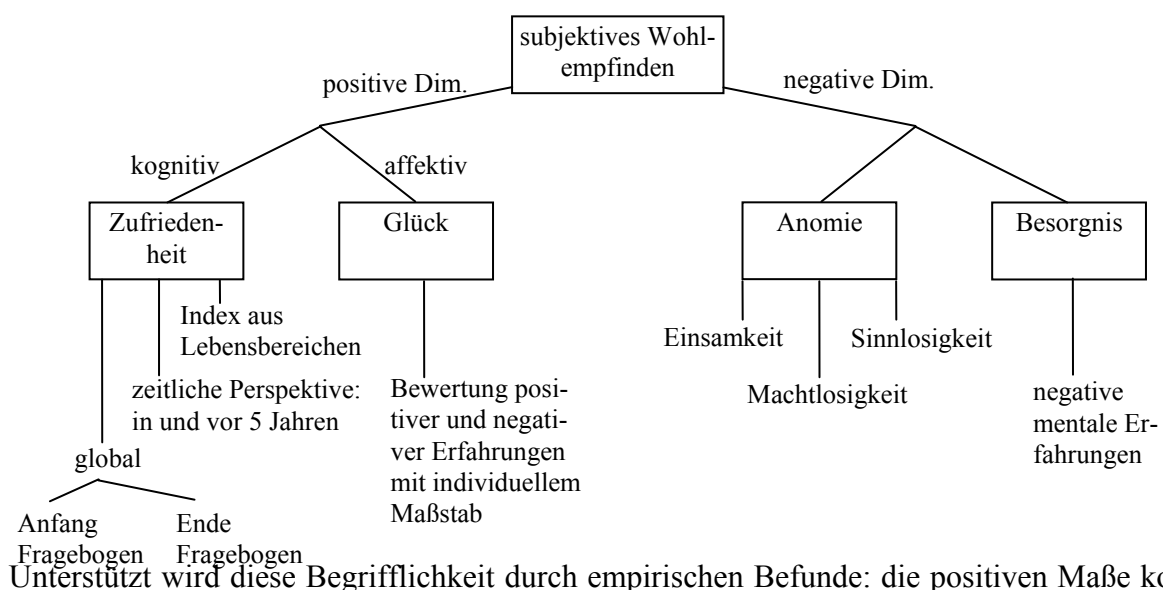 subjektives Wohl-
empfinden
positive Dim.
negative Dim.
kognitiv
affektiv
Zufrieden-
heit
Glück
Anomie
Besorgnis
Index aus
Lebensbereichen
Einsamkeit
Sinnlosigkeit
zeitliche Perspektive:
in und vor 5 Jahren
Bewertung posi-
tiver und negati-
ver Erfahrungen
mit individuellem
Maßstab
Machtlosigkeit
negative
mentale Er-
fahrungen
global
Anfang
Fragebogen
Ende
Fragebogen
Unterstützt wird diese Begrifflichkeit durch empirischen Befunde: die positiven Maße ko